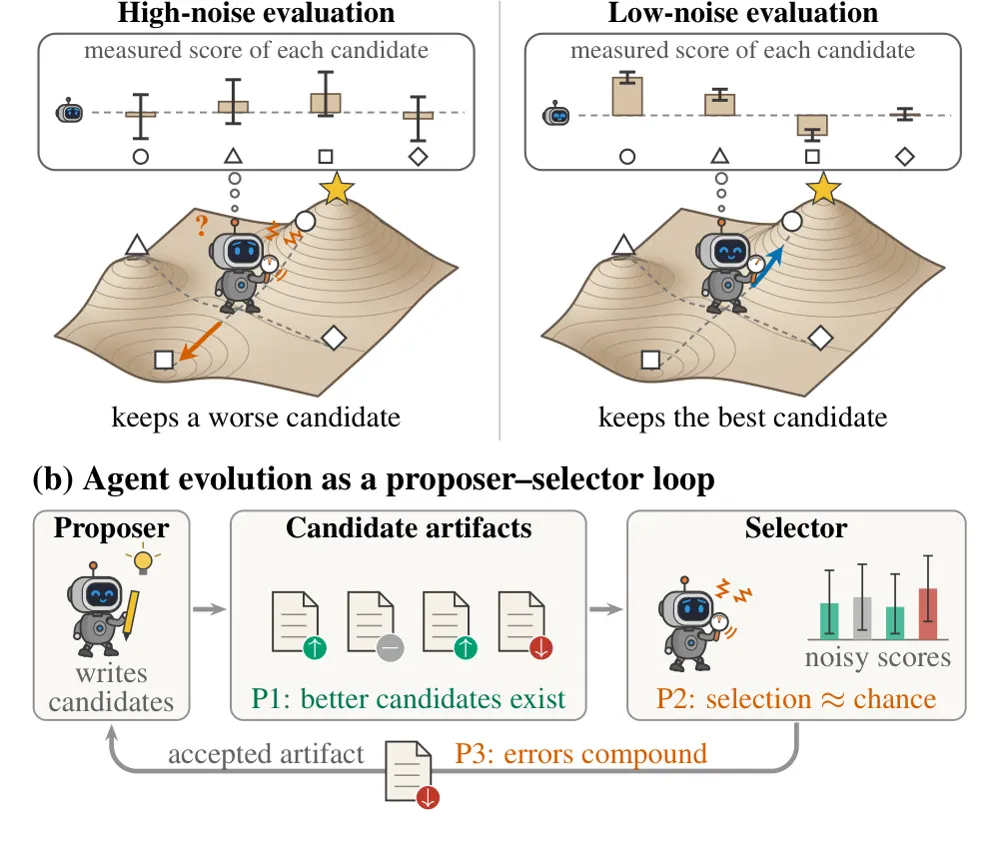 High-noise evaluation
measured score of each candidate
?
keeps a worse candidate
Low-noise evaluation
measured score of each candidate
keeps the best candidate
(b) Agent evolution as a proposer–selector loop
Proposer
writes
candidates
Candidate artifacts
P1: better candidates exist
Selector
noisy scores
P2: selection ≈ chance
accepted artifact
P3: errors compound